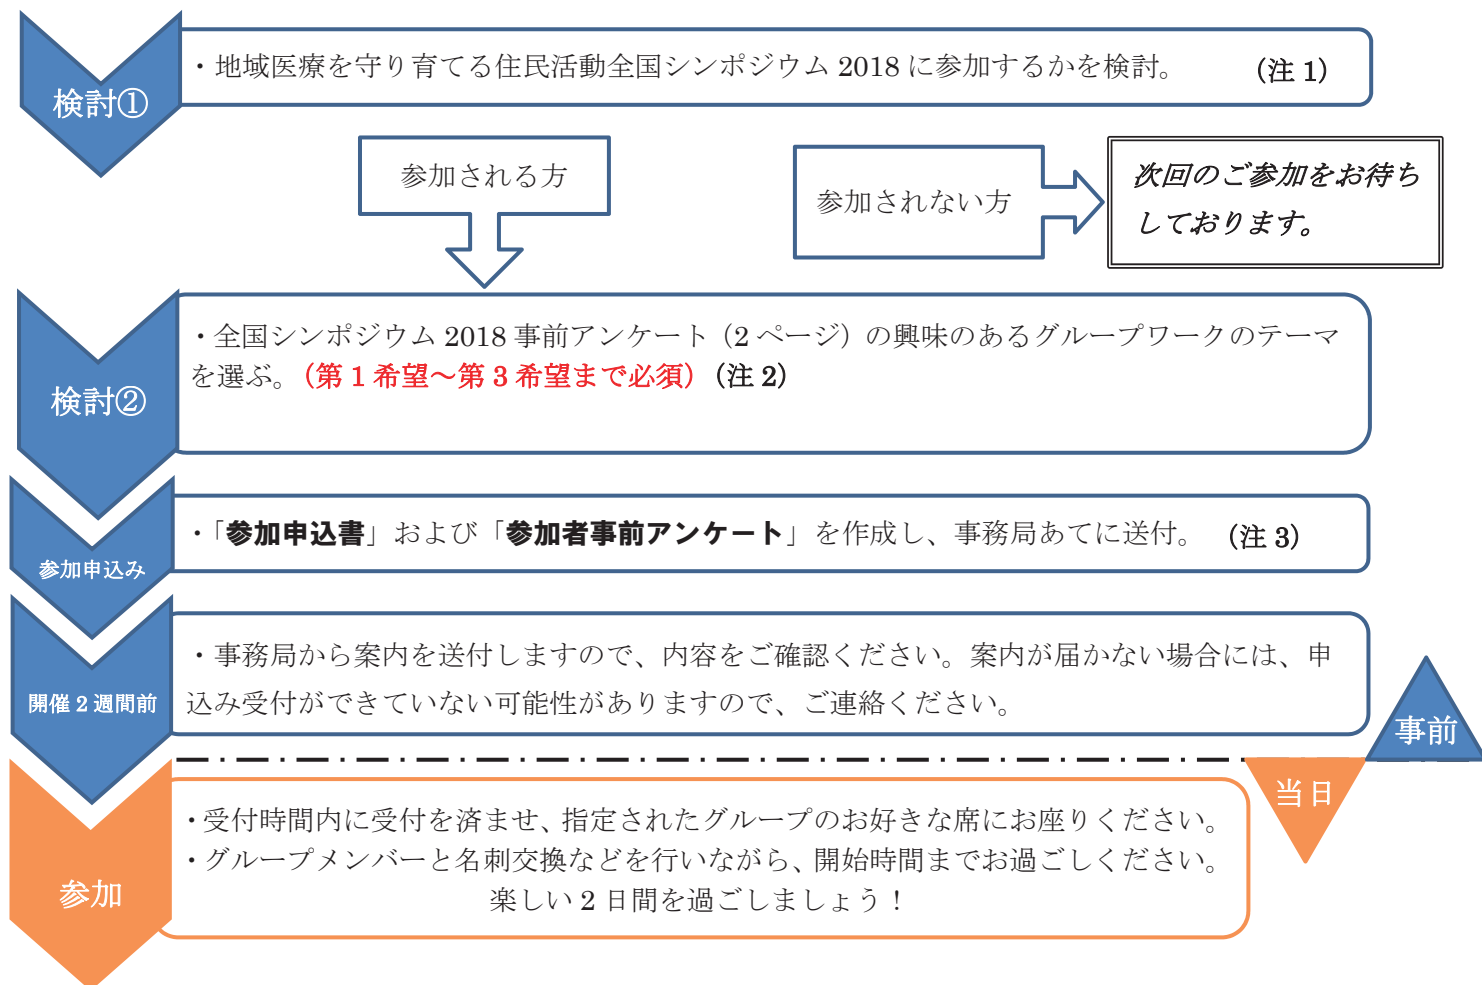 検討①
・地域医療を守り育てる住民活動全国シンポジウム 2018 に参加するかを検討。 (注 1)
参加される方
参加されない方
次回のご参加をお待ち
しております。
検討②
・全国シンポジウム 2018 事前アンケート（2 ページ）の興味のあるグループワークのテーマ
を選ぶ。(第 1 希望～第 3 希望まで必須) (注 2)
参加申込み
・「参加申込書」および「参加者事前アンケート」を作成し、事務局あてに送付。 (注 3)
開催 2 週間前
・事務局から案内を送付しますので、内容をご確認ください。案内が届かない場合には、申
込み受付ができていない可能性がありますので、ご連絡ください。
事前
当日
参加
・受付時間内に受付を済ませ、指定されたグループのお好きな席にお座りください。
・グループメンバーと名刺交換などを行いながら、開始時間までお過ごしください。
楽しい 2 日間を過ごしましょう！